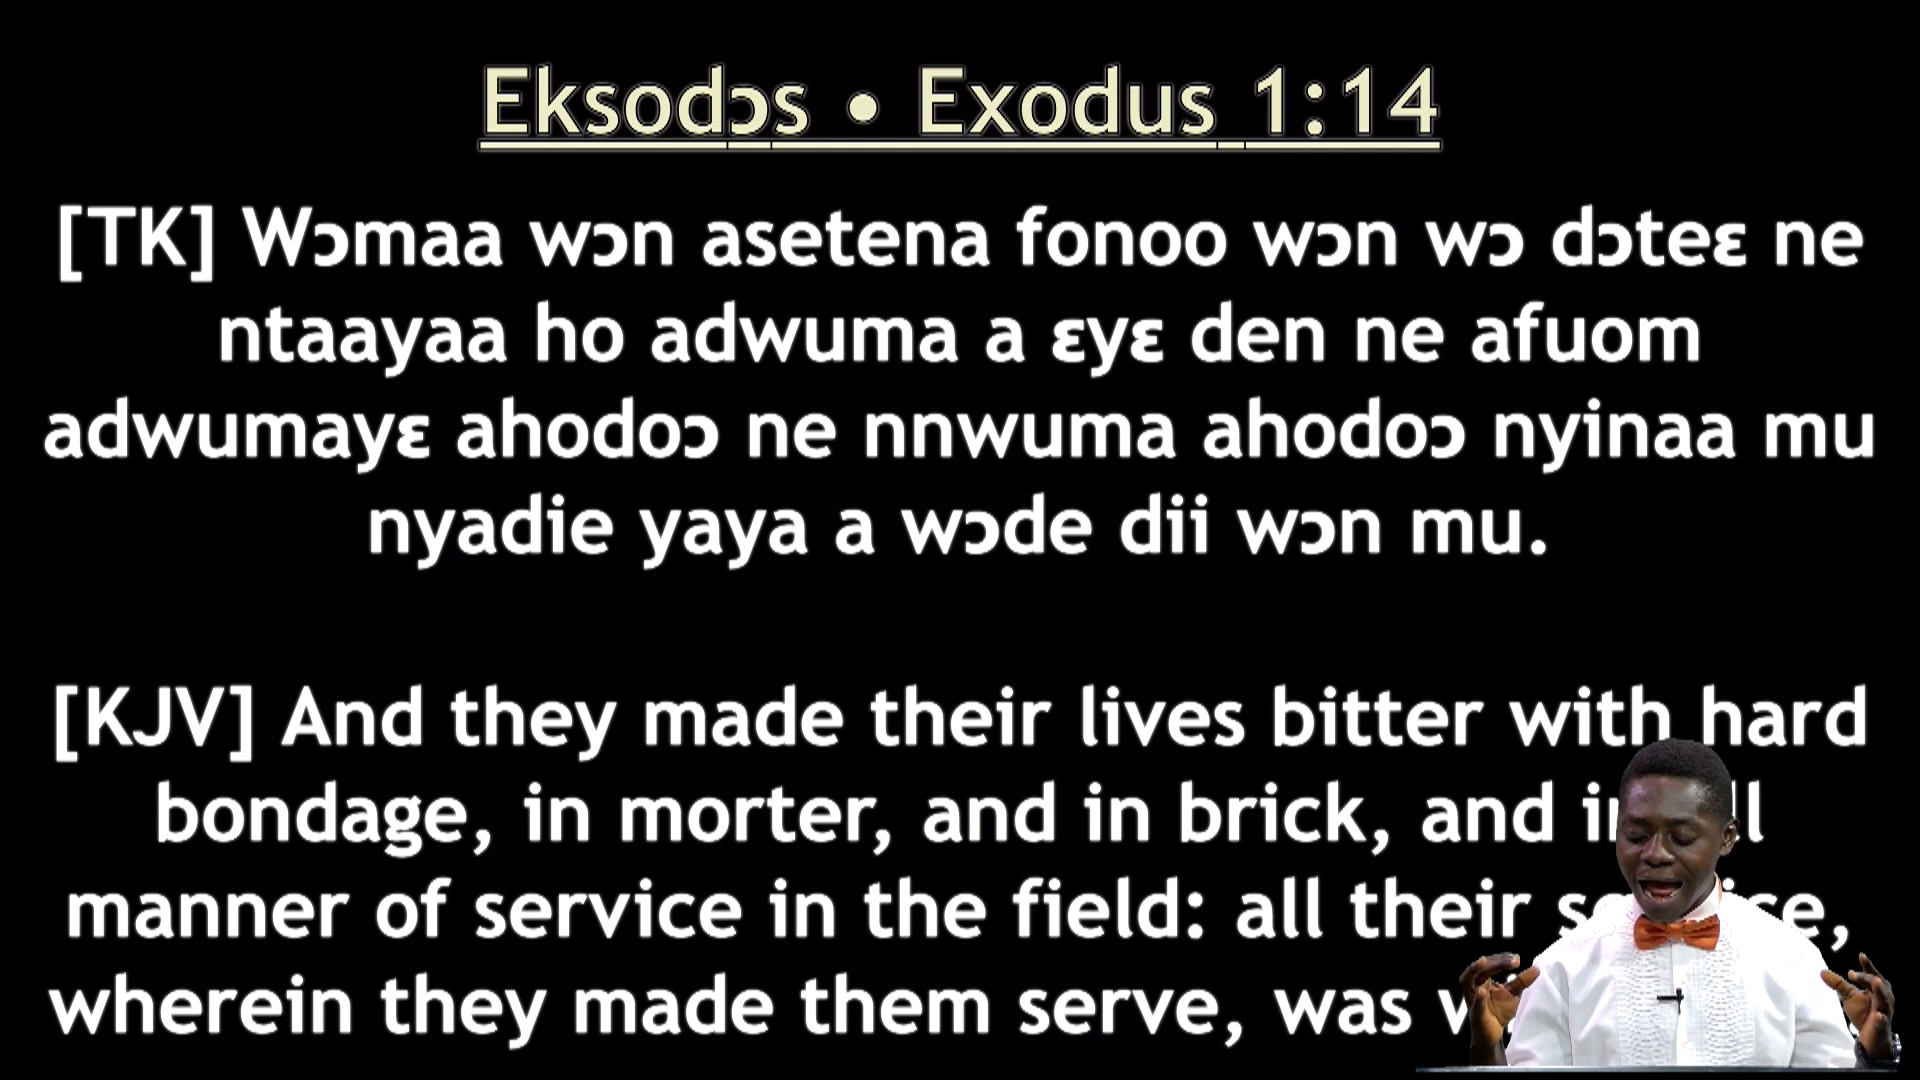 Eksodɔs • Exodus 1:14
[TK] Wɔmaa wɔn asetena fonoo wɔn wɔ dɔteɛ ne
ntaayaa ho adwuma a ɛyɛ den ne afuom
adwumayɛ ahodoɔ ne nnwuma ahodoɔ nyinaa mu
nyadie yaya a wɔde dii wɔn mu.
[KJV] And they made their lives bitter with hard
bondage, in morter, and in brick, and
manner of service in the field: all their
wherein they made them serve, was